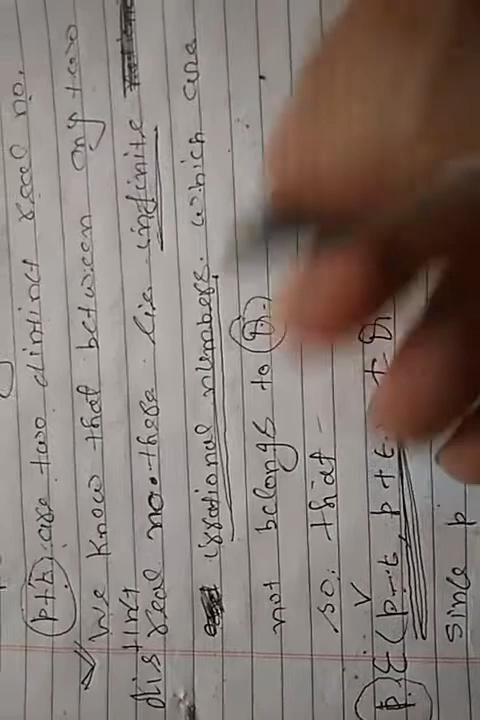 (p+h) are two distinct real no.
We know that between any two
distinct
real no. there lie infinite
irrational numbers. which are
not belongs to Th.
so. that -
p ∈ (p-ε, p+ε
since p